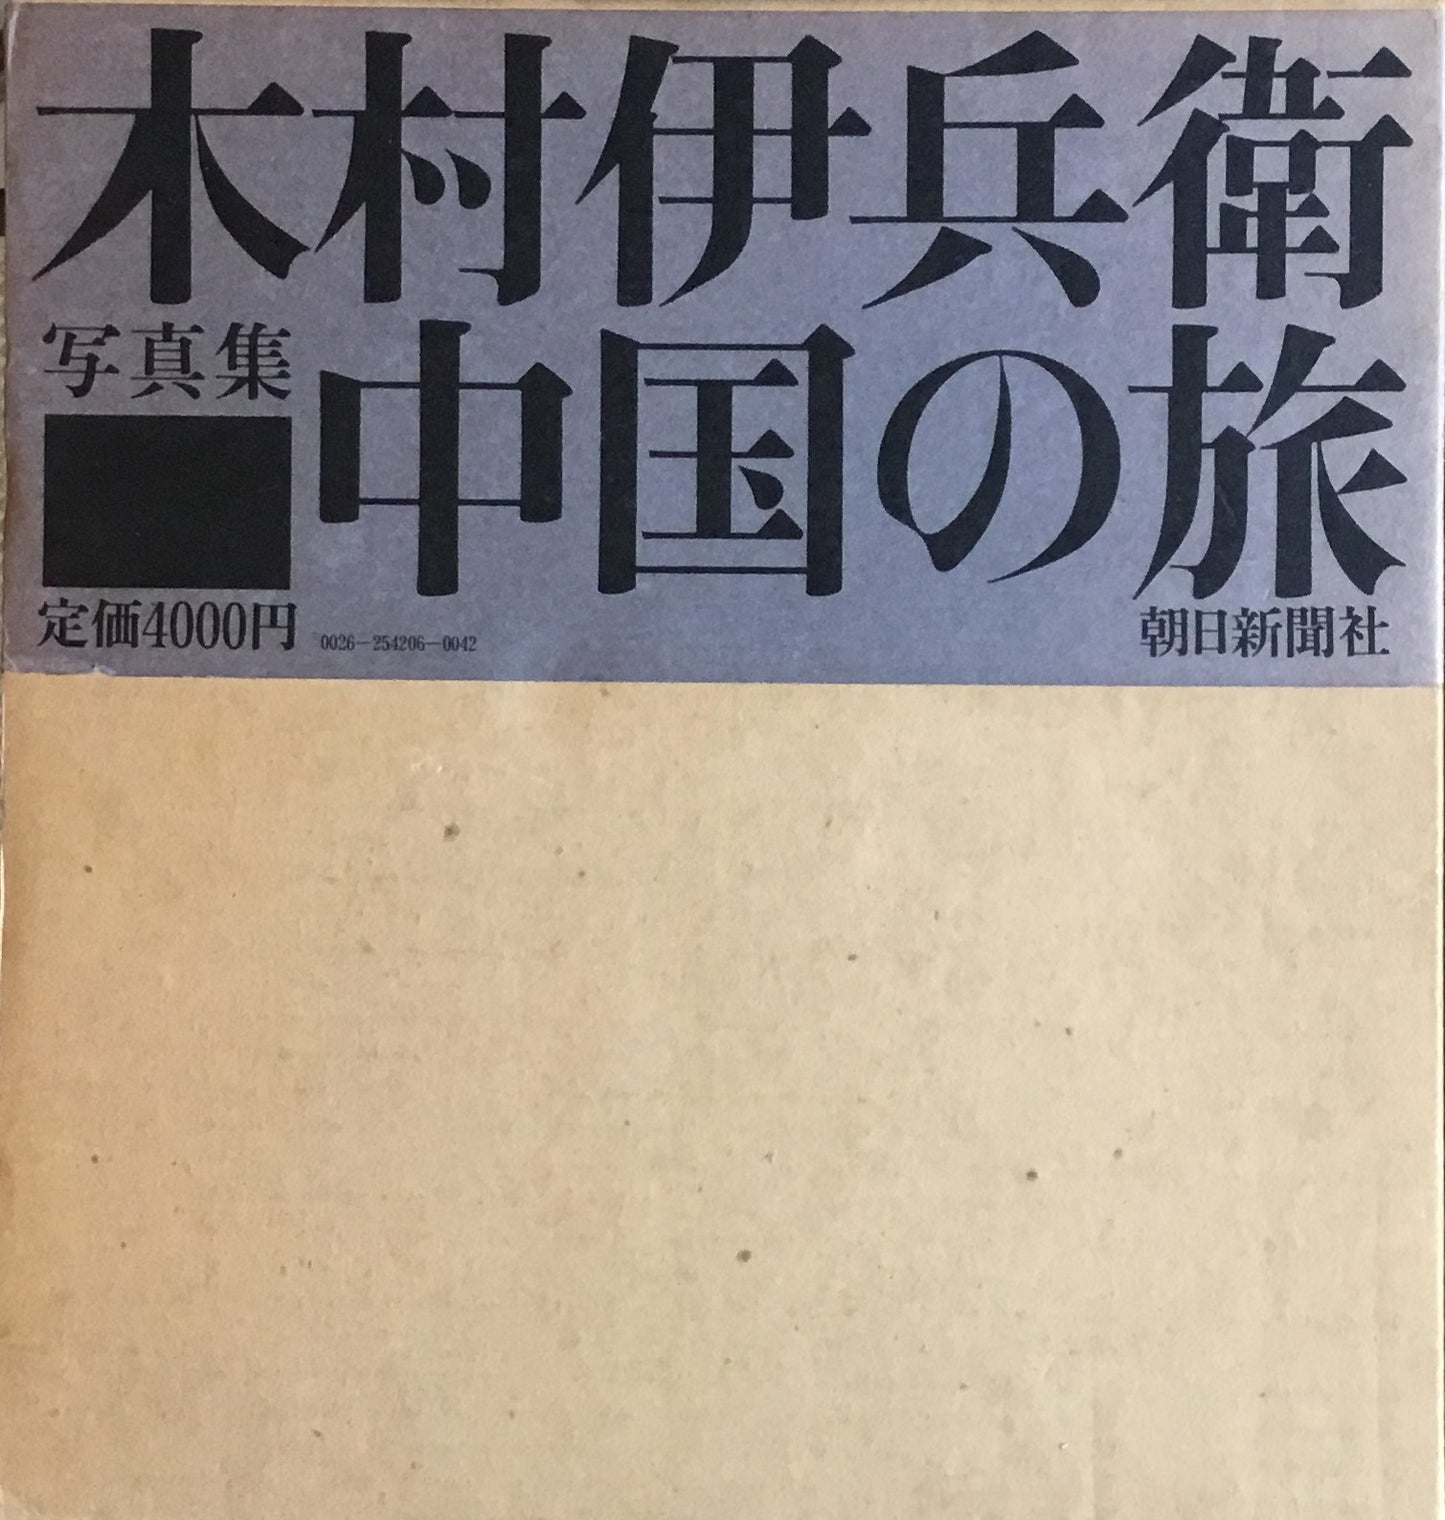 木村伊兵衛
写真集
中国の旅
定価4000円
0026-254206-0042
朝日新聞社